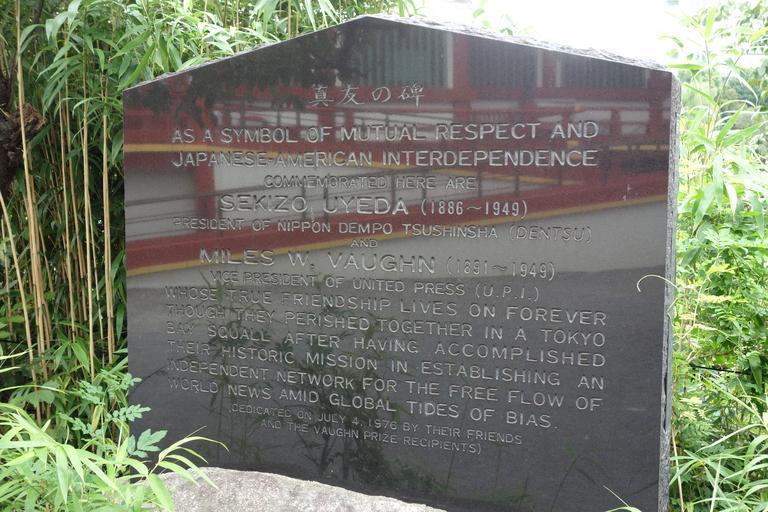 真友の碑
AS A SYMBOL OF MUTUAL RESPECT AND
JAPANESE-AMERICAN INTERDEPENDENCE
COMMEMORATED HERE ARE
SEKIZO UYEDA (1886~1949)
PRESIDENT OF NIPPON DEMPO TSUSHINSHA (DENTSU)
AND
MILES W. VAUGHN (1891~1949)
VICE PRESIDENT OF UNITED PRESS (U.P.I.)
WHOSE TRUE FRIENDSHIP LIVES ON FOREVER
THOUGH THEY PERISHED TOGETHER IN A TOKYO
BAY SQUALL AFTER HAVING ACCOMPLISHED
THEIR HISTORIC MISSION IN ESTABLISHING AN
INDEPENDENT NETWORK FOR THE FREE FLOW OF
WORLD NEWS AMID GLOBAL TIDES OF BIAS.
(DEDICATED ON JULY 4, 1976 BY THEIR FRIENDS
AND THE VAUGHN PRIZE RECIPIENTS)